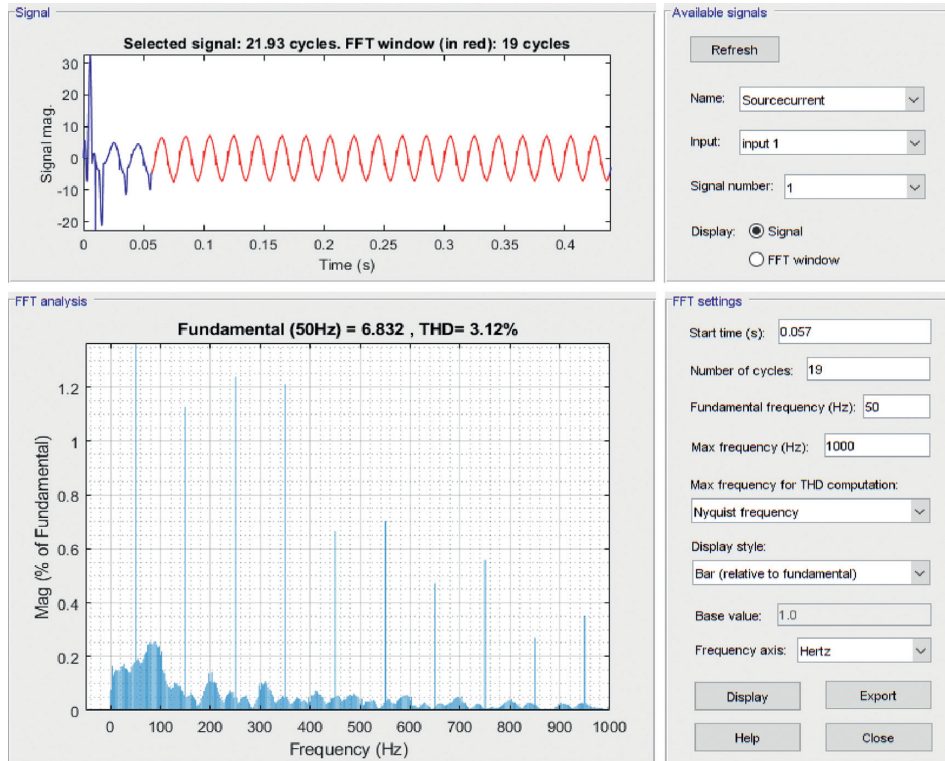 Signal
Selected signal: 21.93 cycles. FFT window (in red): 19 cycles
30
20
10
0
-10
-20
Signal mag.
0
0.05
0.1
0.15
0.2
0.25
0.3
0.35
0.4
Time (s)
Available signals
Refresh
Name: Sourcecurrent
Input: input 1
Signal number: 1
Display: Signal
FFT window
FFT analysis
Fundamental (50Hz) = 6.832 , THD= 3.12%
1.2
1
0.8
0.6
0.4
0.2
0
Mag (% of Fundamental)
0
100
200
300
400
500
600
700
800
900
1000
Frequency (Hz)
FFT settings
Start time (s): 0.057
Number of cycles: 19
Fundamental frequency (Hz): 50
Max frequency (Hz): 1000
Max frequency for THD computation:
Nyquist frequency
Display style:
Bar (relative to fundamental)
Base value: 1.0
Frequency axis: Hertz
Display
Export
Help
Close